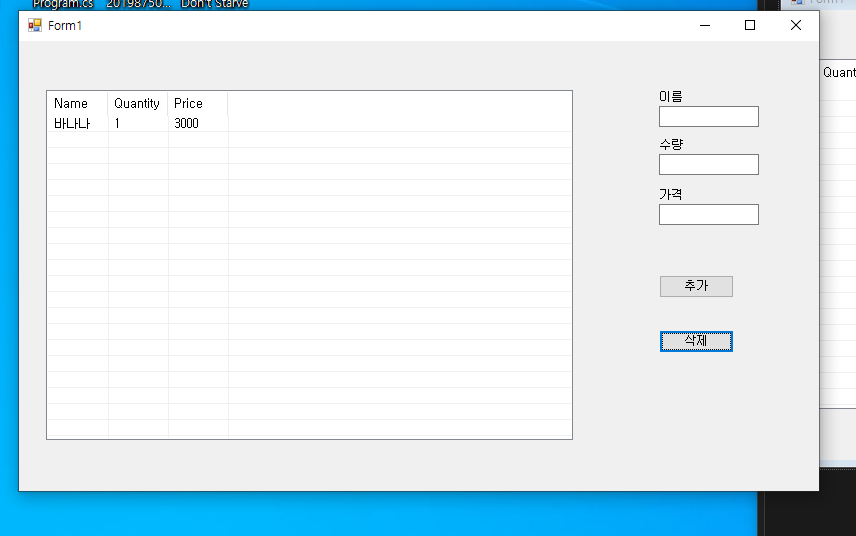 Program.cs 20198750... Don't Starve
Form1
Name Quantity Price
바나나 1 3000
이름
수량
가격
추가
삭제
Form1
Quant